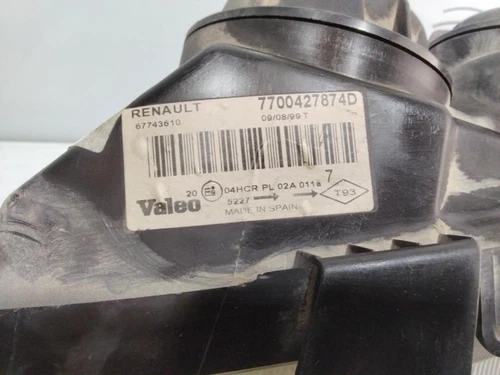 RENAULT 7700427874D
67743610 09/08/99 T
7
20 04HCR PL 02A 0118
Valeo 5227 T93
MADE IN SPAIN